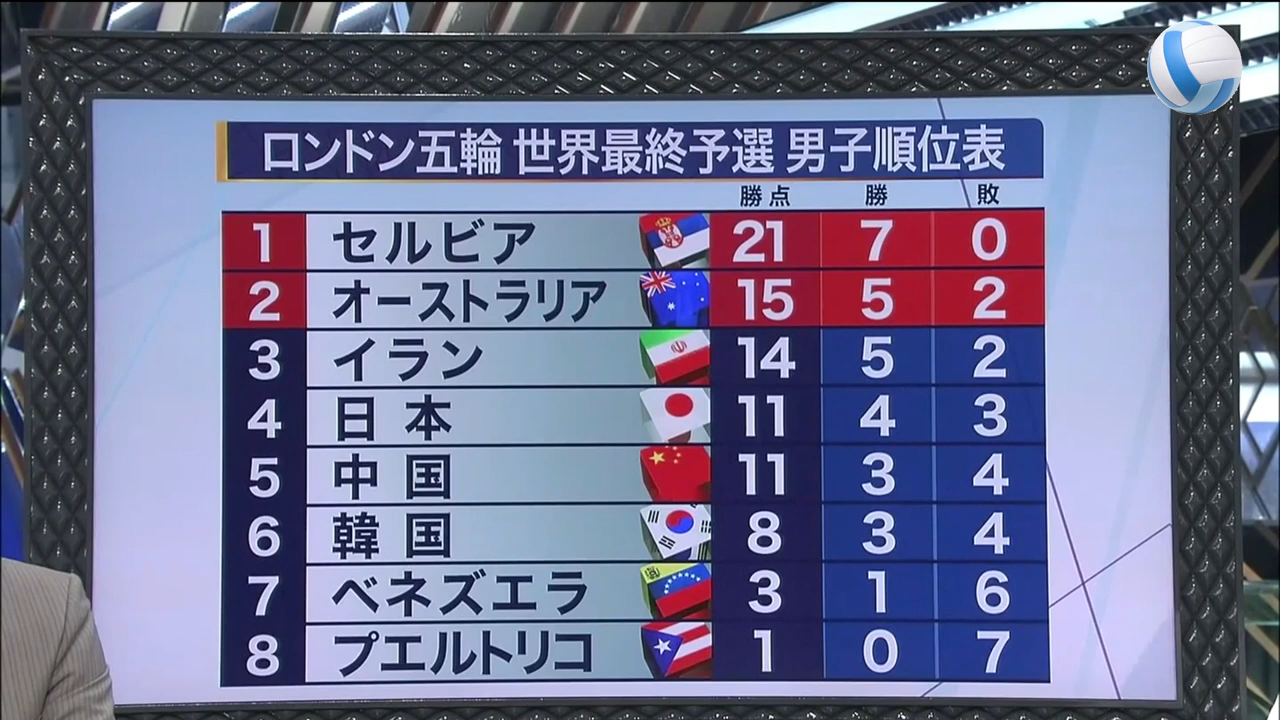 ロンドン五輪 世界最終予選 男子順位表
勝点 勝 敗
1 セルビア 21 7 0
2 オーストラリア 15 5 2
3 イラン 14 5 2
4 日本 11 4 3
5 中国 11 3 4
6 韓国 8 3 4
7 ベネズエラ 3 1 6
8 プエルトリコ 1 0 7